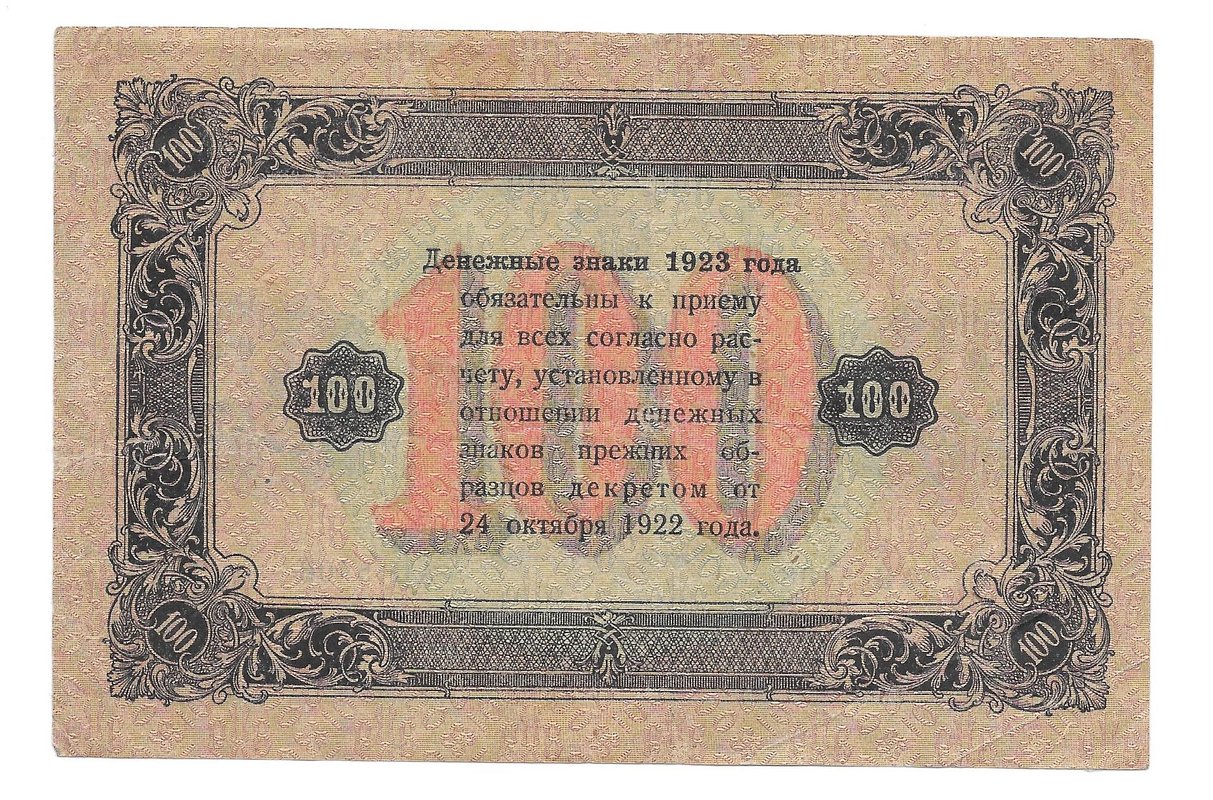 100 100
Денежные знаки 1923 года
обязательны к приему
для всех согласно рас-
чету, установленному в
отношении денежных
знаков прежних об-
разцов декретом от
24 октября 1922 года.
100 100 100
100 100